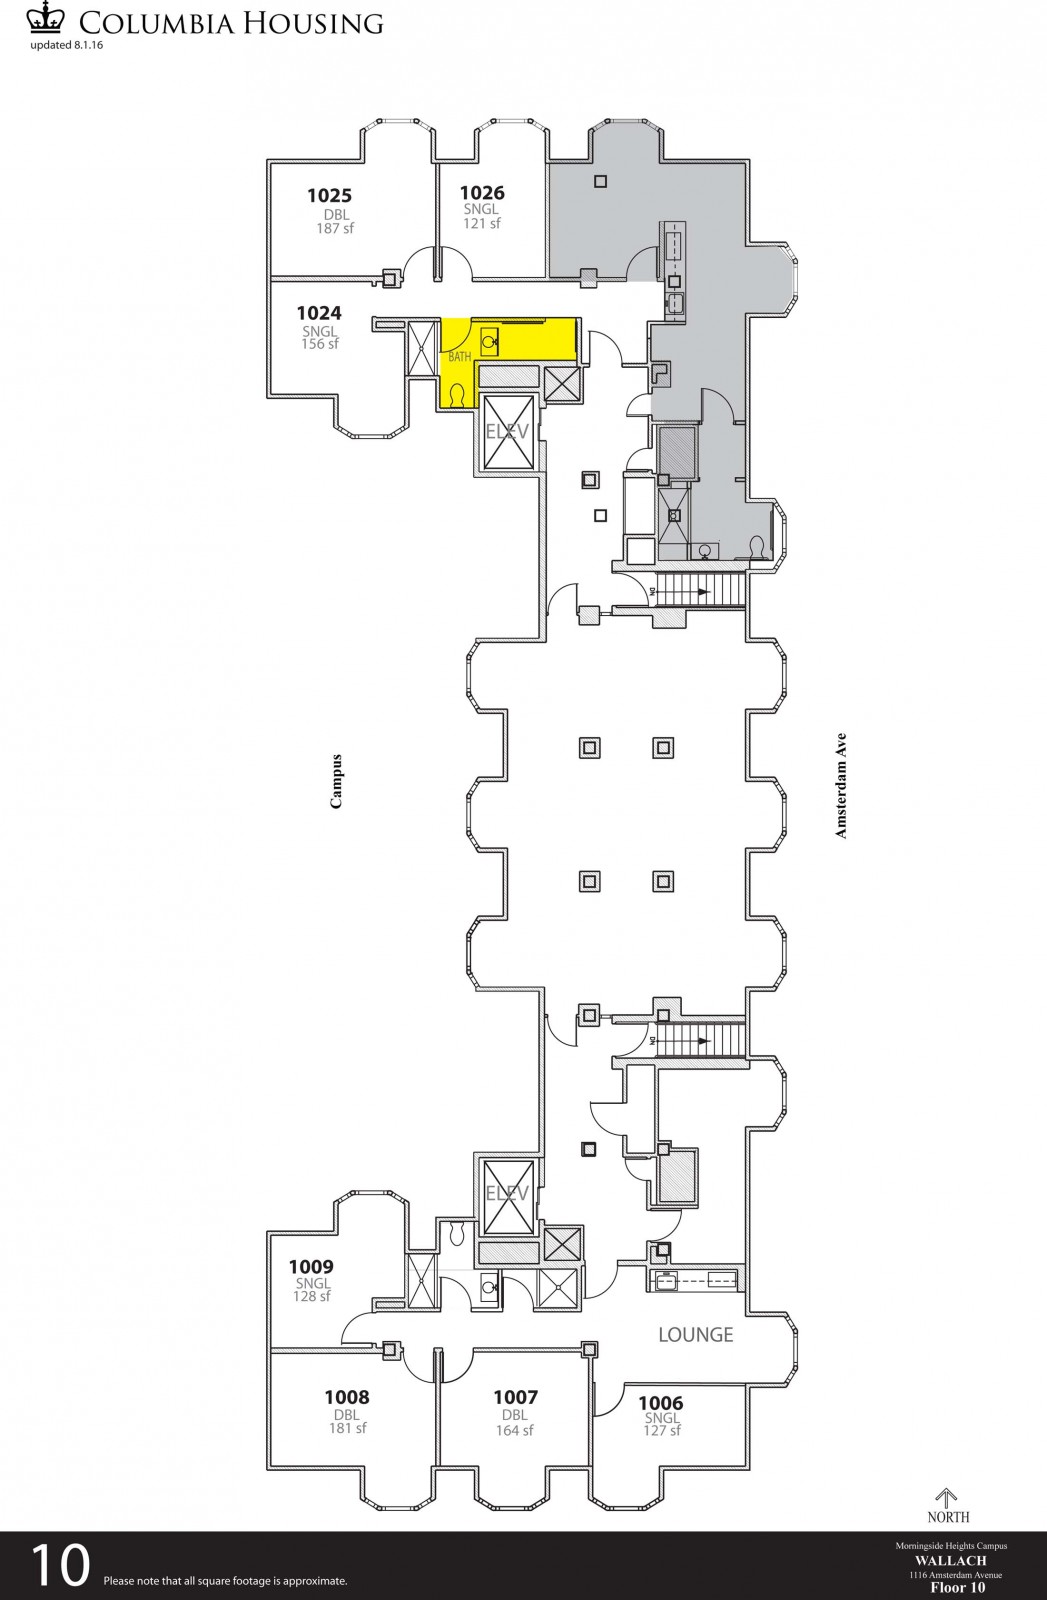 COLUMBIA HOUSING
updated 8.1.16
1025
DBL
187 sf
1026
SNGL
121 sf
1024
SNGL
156 sf
BATH
ELEV
DN
Campus
Amsterdam Ave
DN
ELEV
1009
SNGL
128 sf
LOUNGE
1008
DBL
181 sf
1007
DBL
164 sf
1006
SNGL
127 sf
NORTH
10
Please note that all square footage is approximate.
Morningside Heights Campus
WALLACH
1116 Amsterdam Avenue
Floor 10